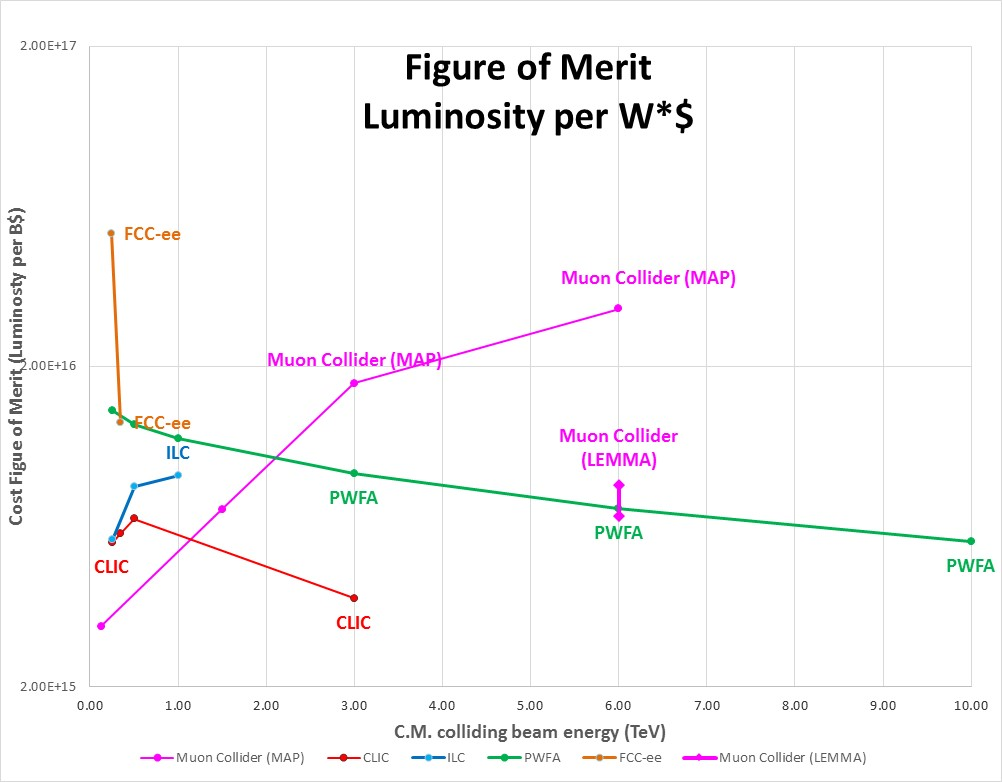 Figure of Merit
Luminosity per W*$
Cost Figue of Merit (Luminosty per B$)
2.00E+17
2.00E+16
2.00E+15
FCC-ee
FCC-ee
Muon Collider (MAP)
Muon Collider (MAP)
ILC
Muon Collider
(LEMMA)
PWFA
PWFA
PWFA
CLIC
CLIC
0.00 1.00 2.00 3.00 4.00 5.00 6.00 7.00 8.00 9.00 10.00
C.M. colliding beam energy (TeV)
Muon Collider (MAP) CLIC ILC PWFA FCC-ee Muon Collider (LEMMA)